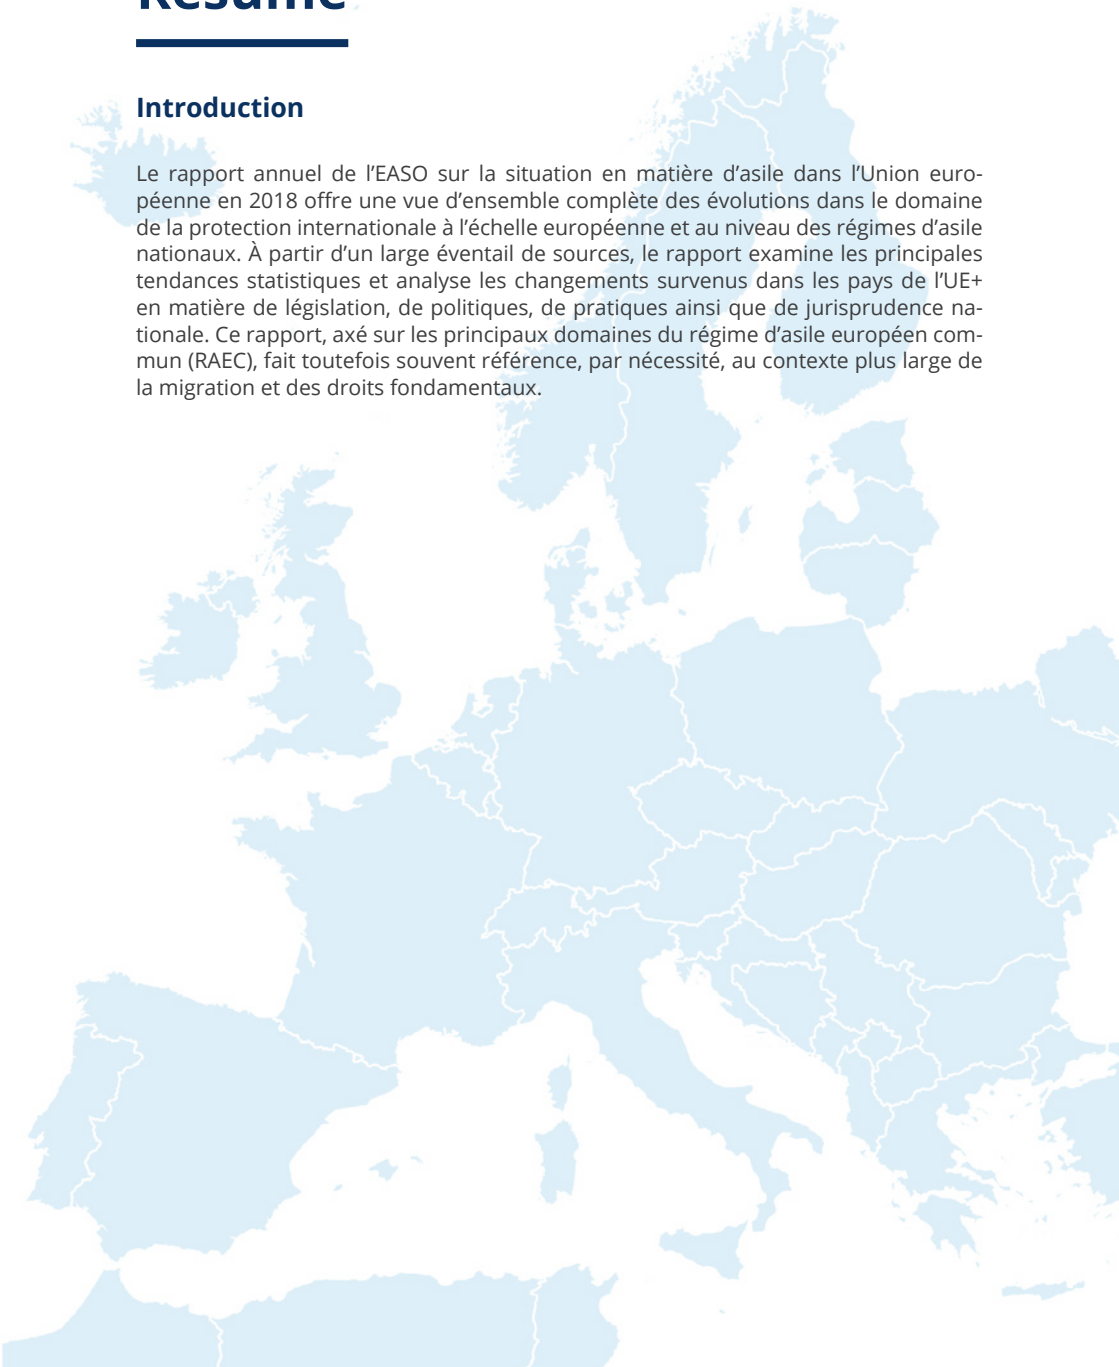 Résumé
Introduction
Le rapport annuel de l’EASO sur la situation en matière d’asile dans l’Union euro-
péenne en 2018 offre une vue d’ensemble complète des évolutions dans le domaine
de la protection internationale à l’échelle européenne et au niveau des régimes d’asile
nationaux. À partir d’un large éventail de sources, le rapport examine les principales
tendances statistiques et analyse les changements survenus dans les pays de l’UE+
en matière de législation, de politiques, de pratiques ainsi que de jurisprudence na-
tionale. Ce rapport, axé sur les principaux domaines du régime d’asile européen com-
mun (RAEC), fait toutefois souvent référence, par nécessité, au contexte plus large de
la migration et des droits fondamentaux.